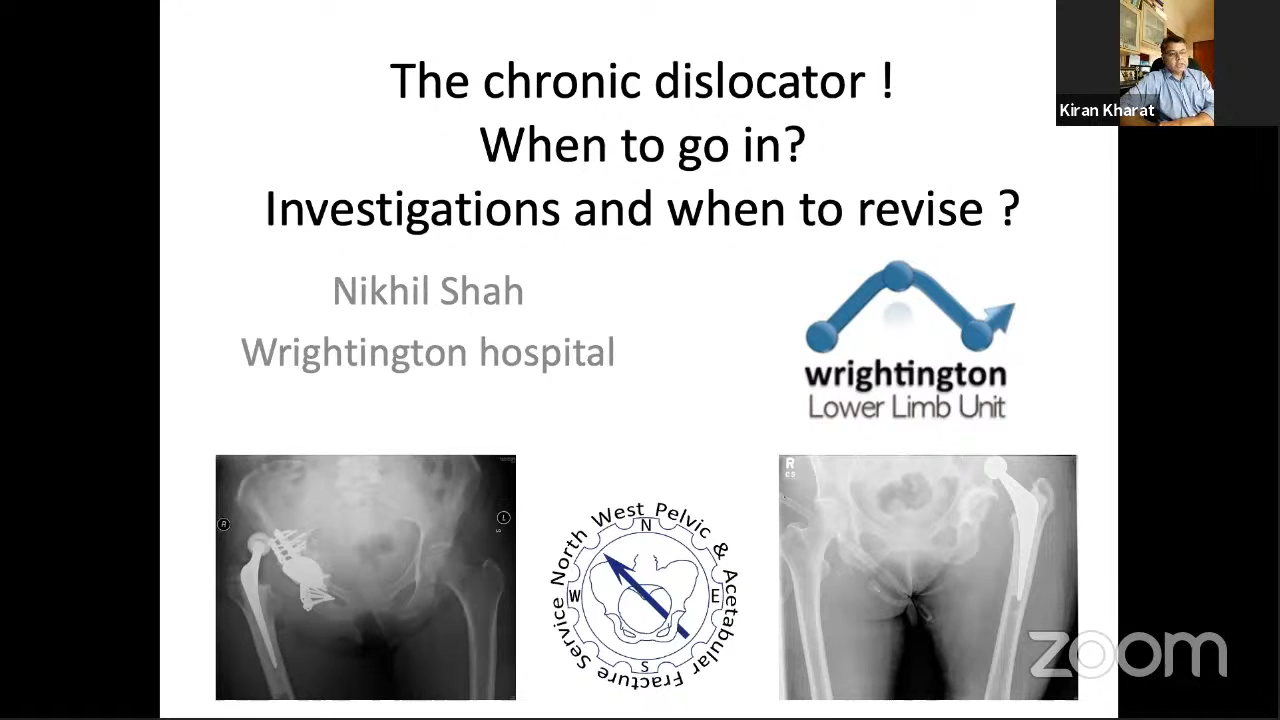 The chronic dislocator !
When to go in?
Investigations and when to revise ?
Kiran Kharat
Nikhil Shah
Wrightington hospital
wrightington
Lower Limb Unit
R
L
North West Pelvic & Acetabular Fracture Service
N
W
E
S
R
CS
zoom